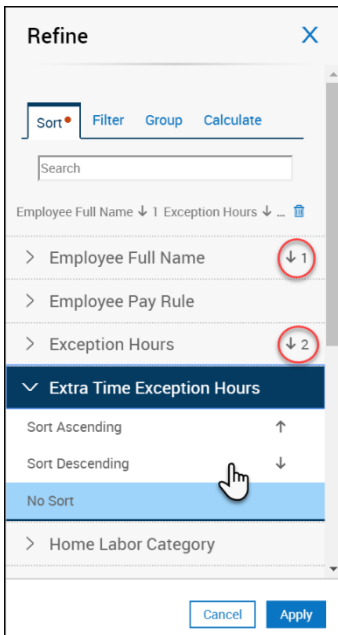 Refine X
Sort Filter Group Calculate
Search
Employee Full Name ↓ 1 Exception Hours ↓ ...
Employee Full Name ↓ 1
Employee Pay Rule
Exception Hours ↓ 2
Extra Time Exception Hours
Sort Ascending ↑
Sort Descending ↓
No Sort
Home Labor Category
Cancel Apply